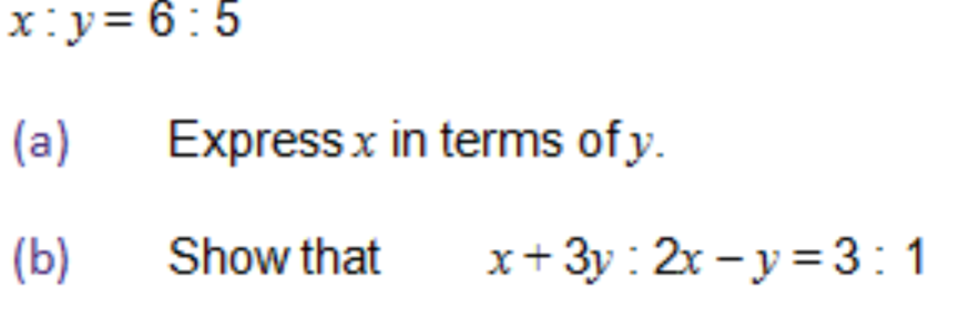 x : y = 6 : 5
(a) Express x in terms of y.
(b) Show that x + 3y : 2x – y = 3 : 1